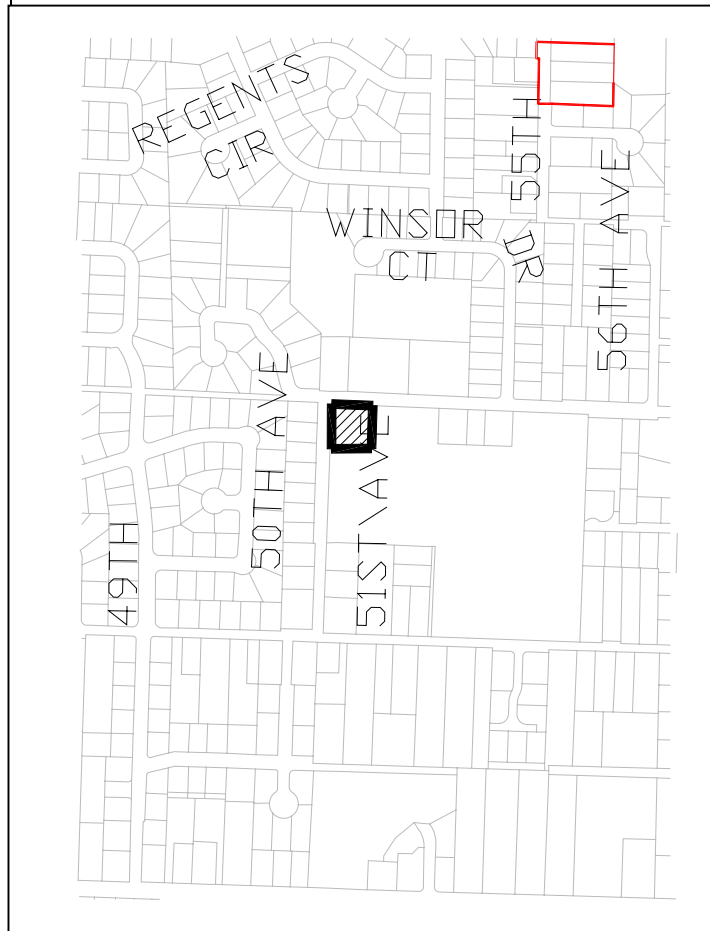 REGENTS
CIR
WINSOR
CT
DR
55TH
56TH AVE
50TH AVE
51ST\AVE
49TH